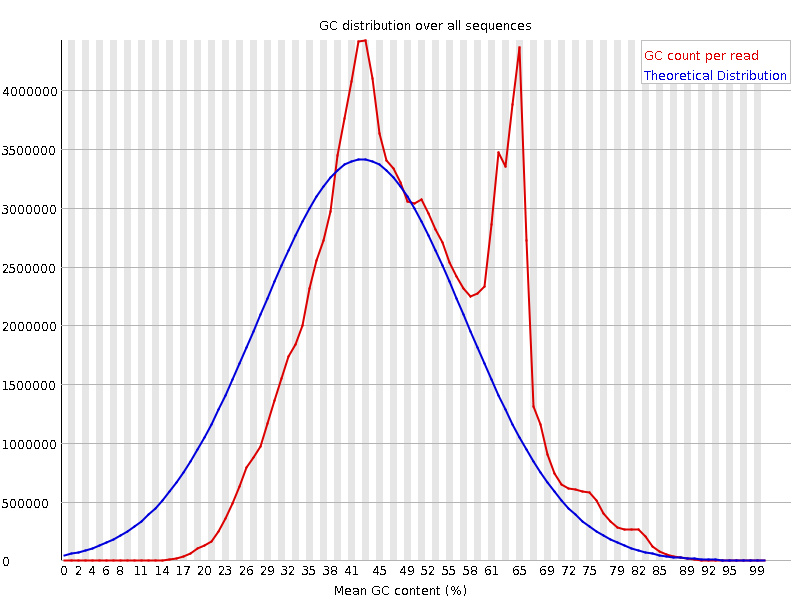 GC distribution over all sequences
GC count per read
Theoretical Distribution
4000000
3500000
3000000
2500000
2000000
1500000
1000000
500000
0
0 2 4 6 8 11 14 17 20 23 26 29 32 35 38 41 45 49 52 55 58 61 65 69 72 75 79 82 85 89 92 95 99
Mean GC content (%)